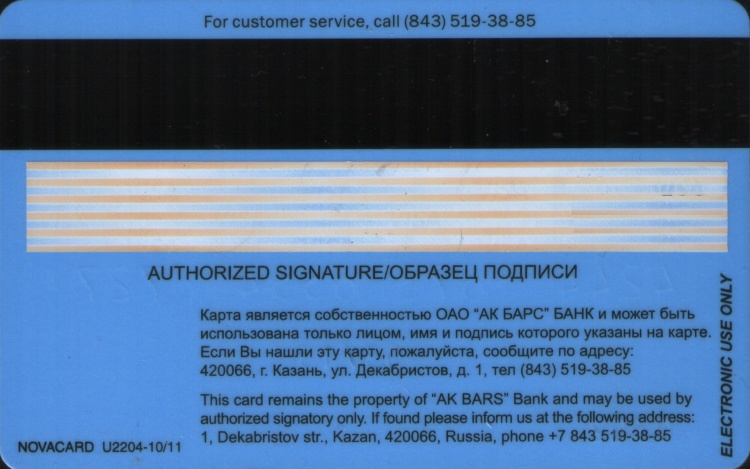 For customer service, call (843) 519-38-85
AUTHORIZED SIGNATURE/ОБРАЗЕЦ ПОДПИСИ
Карта является собственностью ОАО "АК БАРС" БАНК и может быть
использована только лицом, имя и подпись которого указаны на карте.
Если Вы нашли эту карту, пожалуйста, сообщите по адресу:
420066, г. Казань, ул. Декабристов, д. 1, тел (843) 519-38-85
This card remains the property of "AK BARS" Bank and may be used by
authorized signatory only. If found please inform us at the following address:
1, Dekabristov str., Kazan, 420066, Russia, phone +7 843 519-38-85
NOVACARD U2204-10/11
ELECTRONIC USE ONLY